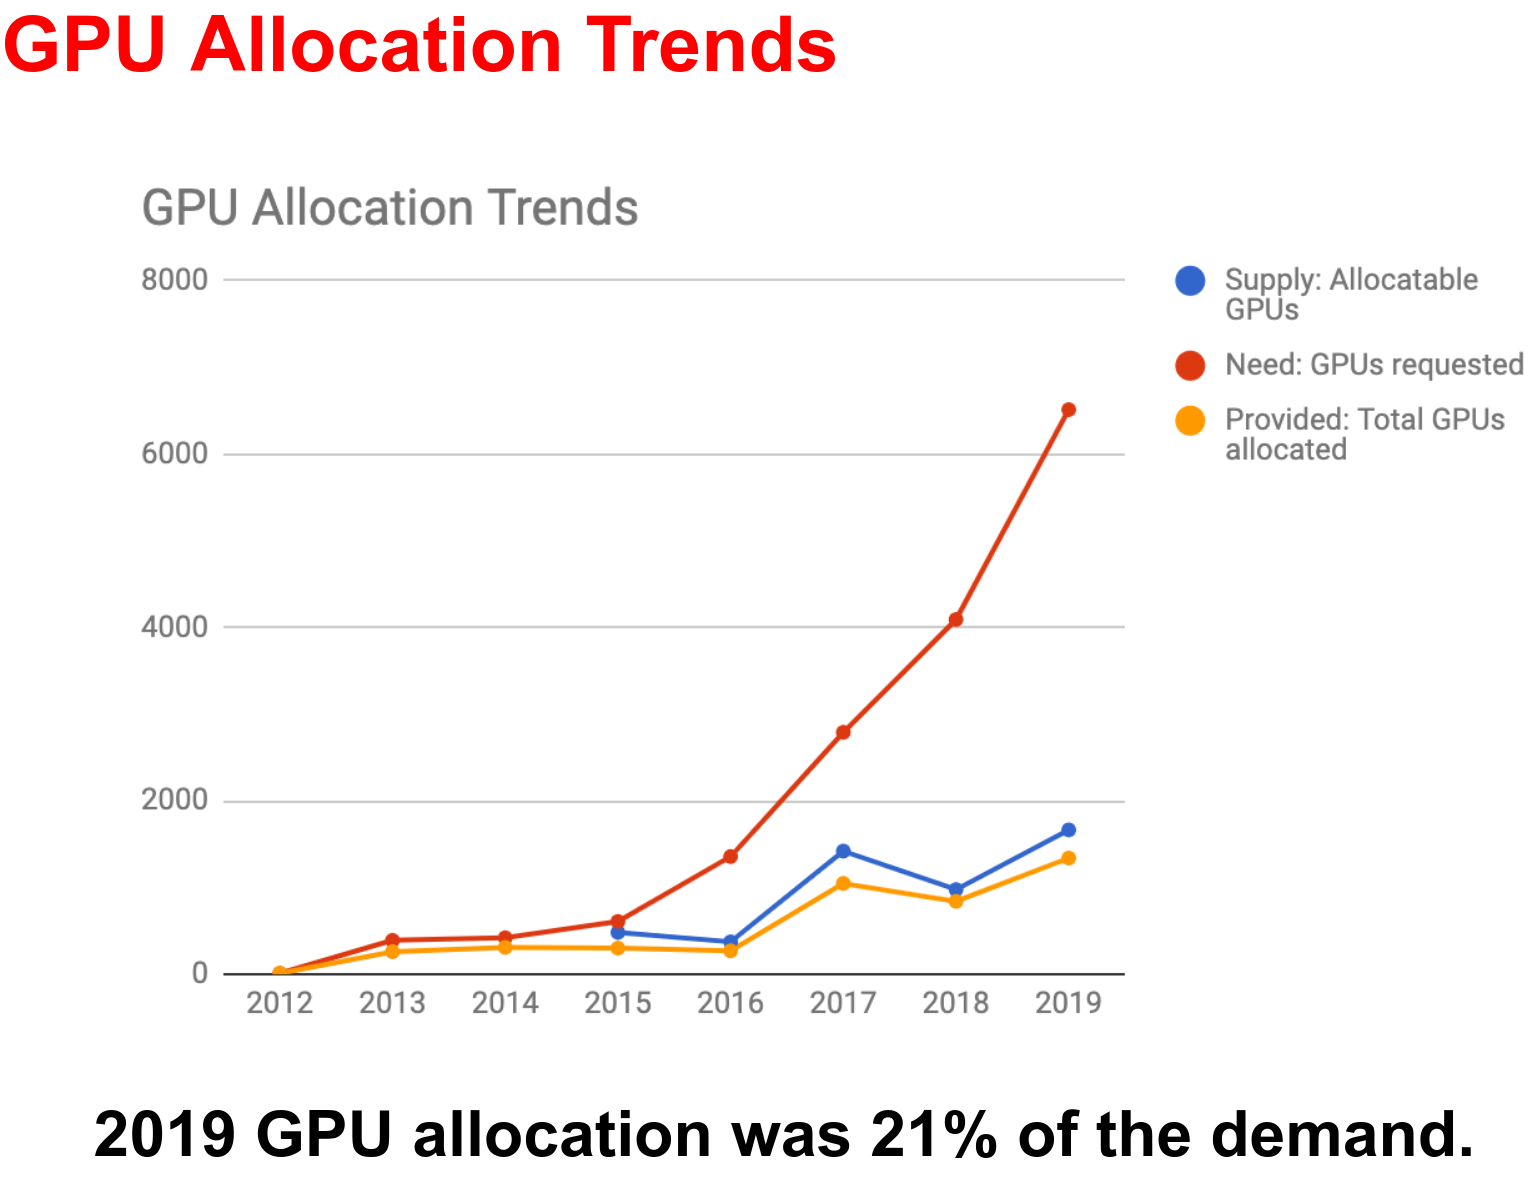 GPU Allocation Trends
GPU Allocation Trends
8000
6000
4000
2000
0
2012 2013 2014 2015 2016 2017 2018 2019
Supply: Allocatable
GPUs
Need: GPUs requested
Provided: Total GPUs
allocated
2019 GPU allocation was 21% of the demand.